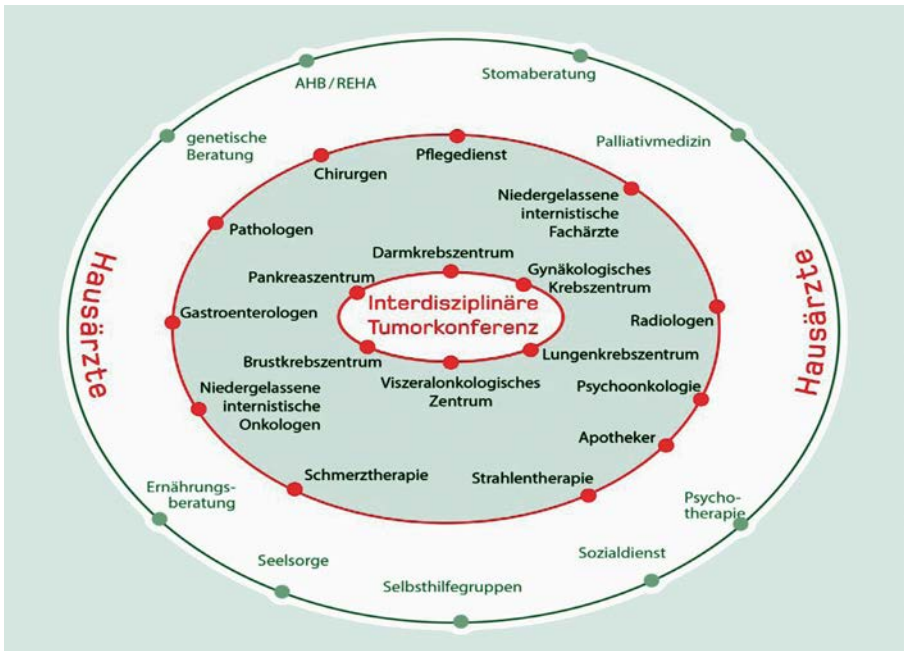 Stomaberatung
AHB / REHA
genetische
Beratung
Palliativmedizin
Pflegedienst
Chirurgen
Niedergelassene
internistische
Fachärzte
Pathologen
Darmkrebszentrum
Pankreaszentrum
Gynäkologisches
Krebszentrum
Hausärzte
Interdisziplinäre
Tumorkonferenz
Hausärzte
Gastroenterologen
Radiologen
Brustkrebszentrum
Lungenkrebszentrum
Viszeralonkologisches
Zentrum
Niedergelassene
internistische
Onkologen
Psychoonkologie
Apotheker
Schmerztherapie
Strahlentherapie
Ernährungs-
beratung
Psycho-
therapie
Seelsorge
Sozialdienst
Selbsthilfegruppen